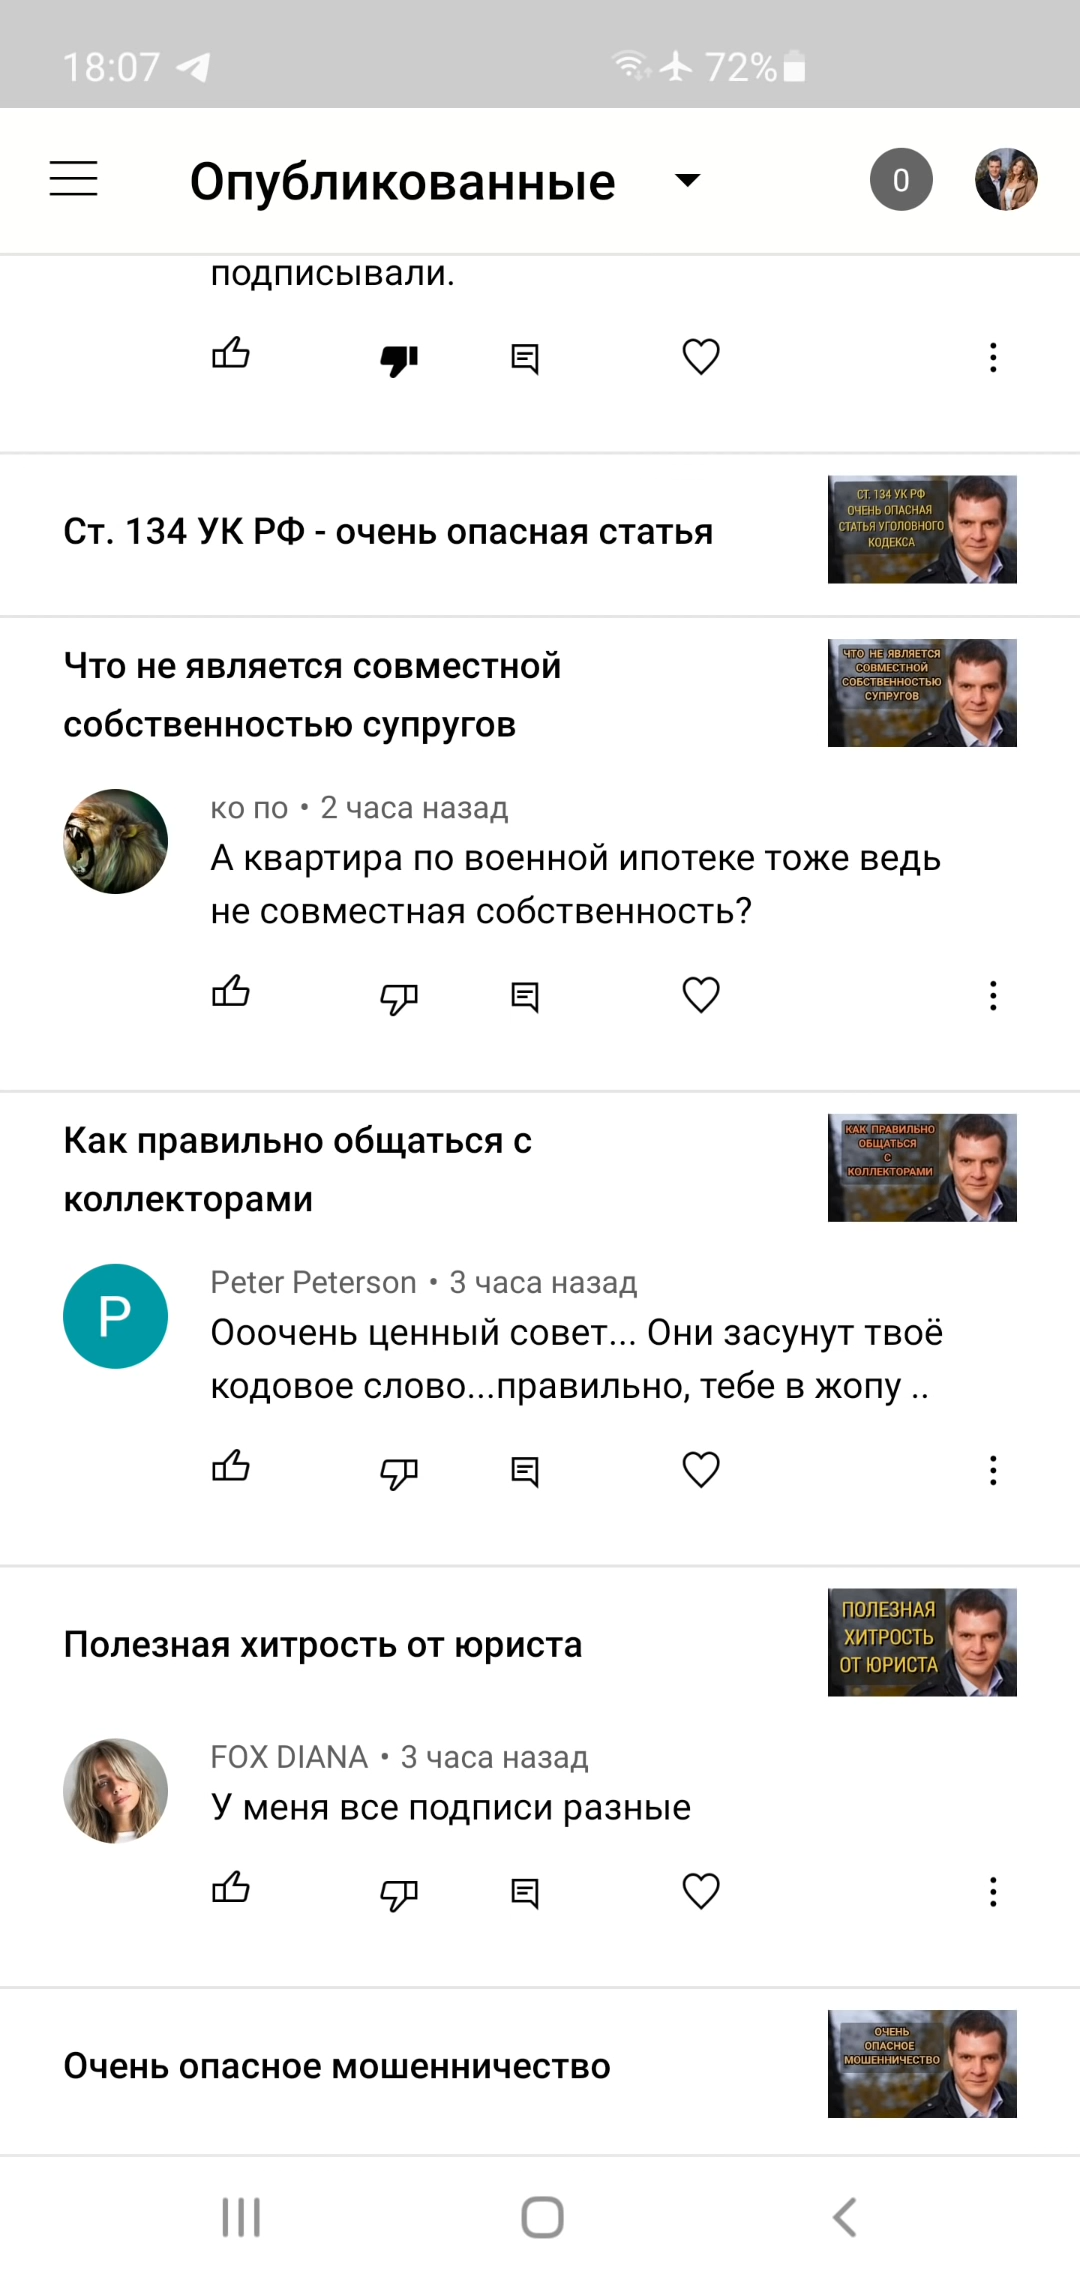 18:07
72%
Опубликованные
0
подписывали.
Ст. 134 УК РФ - очень опасная статья
СТ. 134 УК РФ
ОЧЕНЬ ОПАСНАЯ
СТАТЬЯ УГОЛОВНОГО
КОДЕКСА
Что не является совместной
собственностью супругов
ЧТО НЕ ЯВЛЯЕТСЯ
СОВМЕСТНОЙ
СОБСТВЕННОСТЬЮ
СУПРУГОВ
ко по • 2 часа назад
А квартира по военной ипотеке тоже ведь
не совместная собственность?
Как правильно общаться с
коллекторами
КАК ПРАВИЛЬНО
ОБЩАТЬСЯ
С
КОЛЛЕКТОРАМИ
P
Peter Peterson • 3 часа назад
Ооочень ценный совет... Они засунут твоё
кодовое слово...правильно, тебе в жопу ..
Полезная хитрость от юриста
ПОЛЕЗНАЯ
ХИТРОСТЬ
ОТ ЮРИСТА
FOX DIANA • 3 часа назад
У меня все подписи разные
Очень опасное мошенничество
ОЧЕНЬ
ОПАСНОЕ
МОШЕННИЧЕСТВО